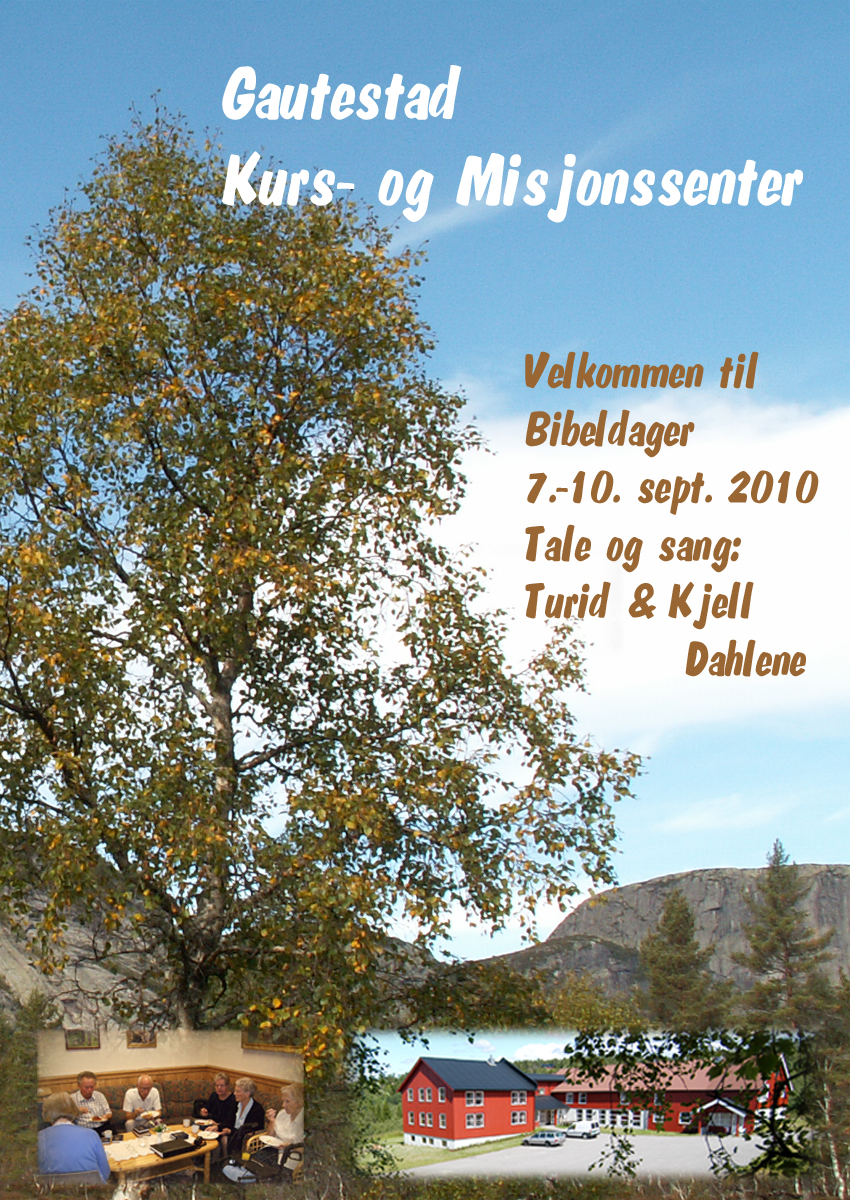 Gautestad
Kurs- og Misjonssenter
Velkommen til
Bibeldager
7.-10. sept. 2010
Tale og sang:
Turid & Kjell
Dahlene